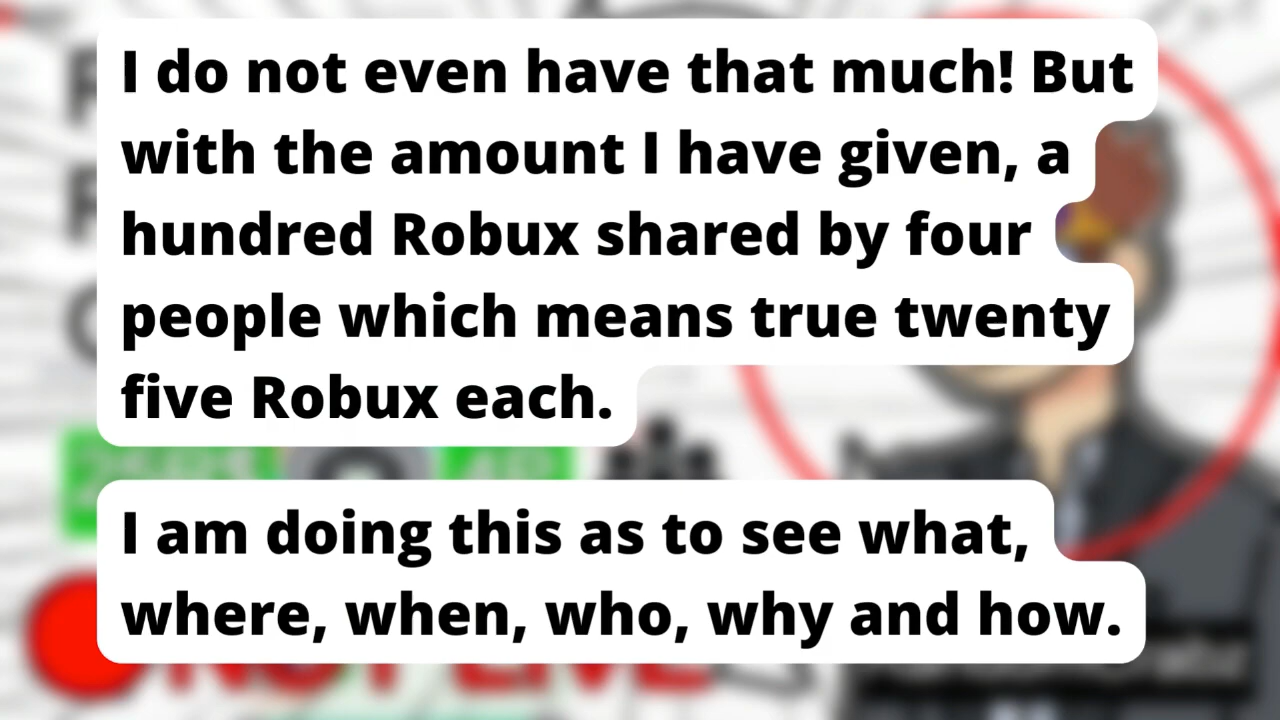 I do not even have that much! But
with the amount I have given, a
hundred Robux shared by four
people which means true twenty
five Robux each.
I am doing this as to see what,
where, when, who, why and how.